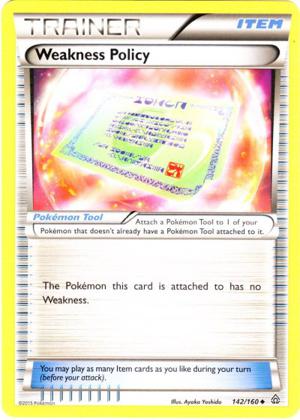 TRAINER ITEM
Weakness Policy
Pokémon Tool Attach a Pokémon Tool to 1 of your
Pokémon that doesn't already have a Pokémon Tool attached to it.
The Pokémon this card is attached to has no
Weakness.
You may play as many Item cards as you like during your turn
(before your attack).
©2015 Pokémon Illus. Ayaka Yoshida 142/160